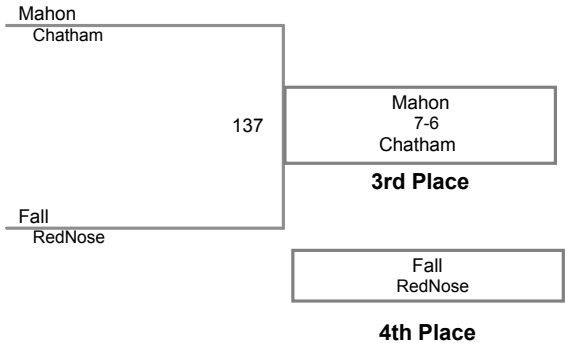 Mahon
Chatham
137
Mahon
7-6
Chatham
3rd Place
Fall
RedNose
Fall
RedNose
4th Place